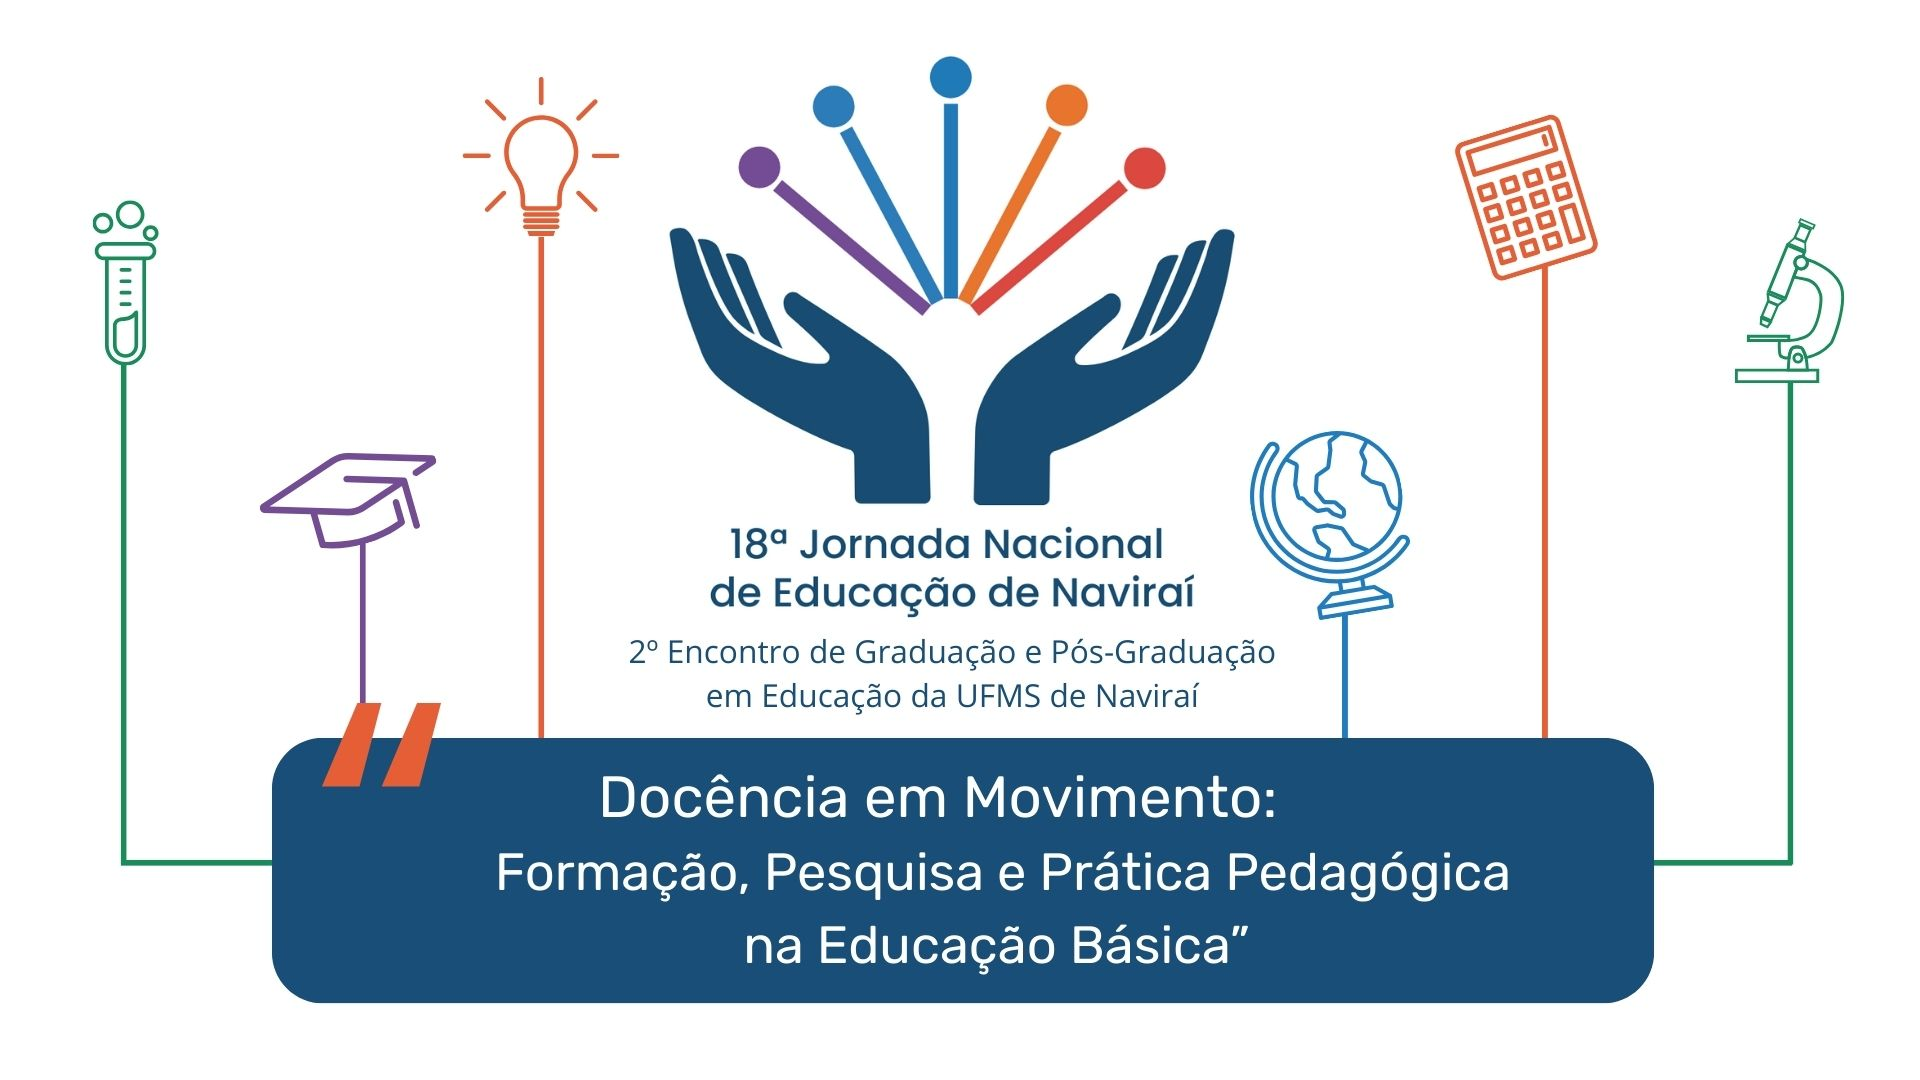 18ª Jornada Nacional
de Educação de Naviraí
2º Encontro de Graduação e Pós-Graduação
em Educação da UFMS de Naviraí
"Docência em Movimento:
Formação, Pesquisa e Prática Pedagógica
na Educação Básica”